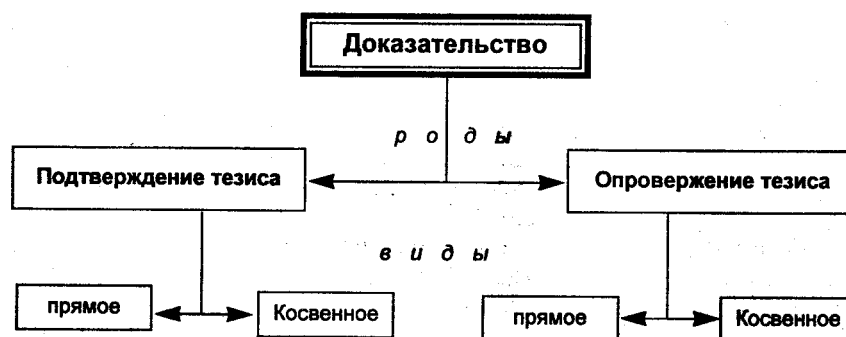 Доказательство
р о д ы
Подтверждение тезиса
Опровержение тезиса
в и д ы
прямое
Косвенное
прямое
Косвенное